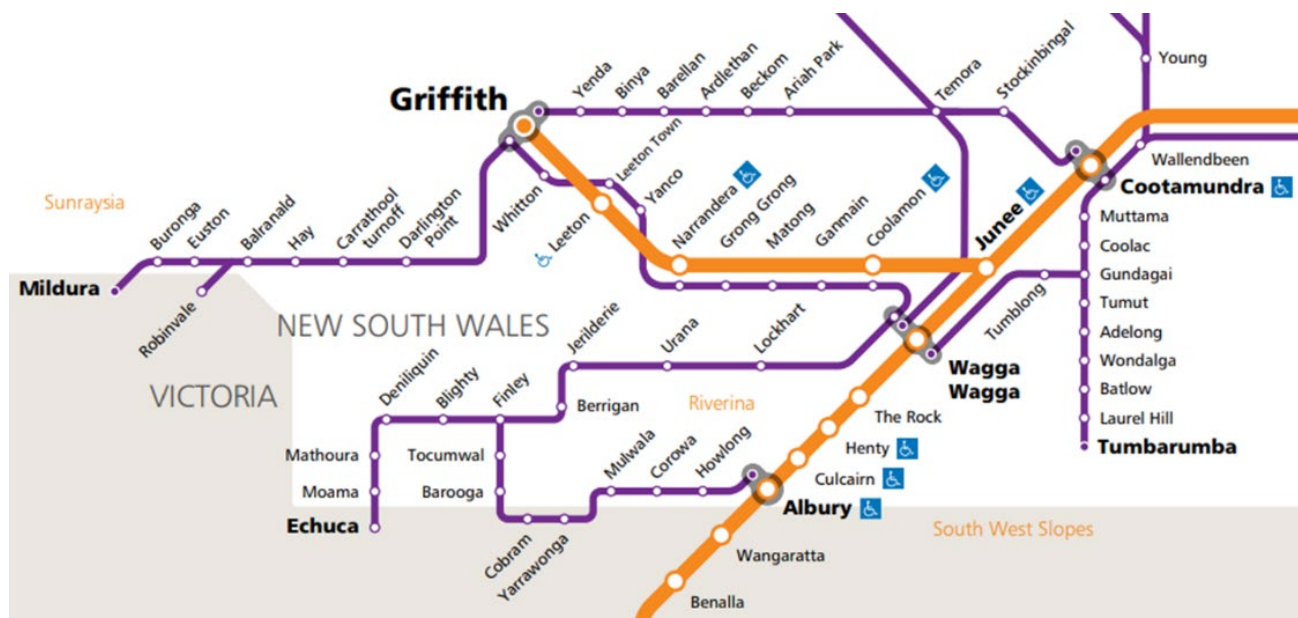 Griffith
Yenda
Binya
Barellan
Ardlethan
Beckom
Ariah Park
Temora
Stockinbingal
Young
Wallendbeen
Cootamundra
Sunraysia
Buronga
Euston
Balranald
Hay
Carrathool
turnoff
Darlington
Point
Whitton
Leeton
Leeton Town
Yanco
Narrandera
Grong Grong
Matong
Ganmain
Coolamon
Junee
Muttama
Coolac
Gundagai
Tumut
Adelong
Wondalga
Batlow
Laurel Hill
Tumbarumba
Tumblong
Mildura
Robinvale
NEW SOUTH WALES
VICTORIA
Jerilderie
Urana
Lockhart
Wagga
Wagga
Deniliquin
Blighty
Finley
Berrigan
Riverina
The Rock
Henty
Culcairn
Albury
Mathoura
Moama
Echuca
Tocumwal
Barooga
Mulwala
Corowa
Howlong
Cobram
Yarrawonga
Wangaratta
Benalla
South West Slopes